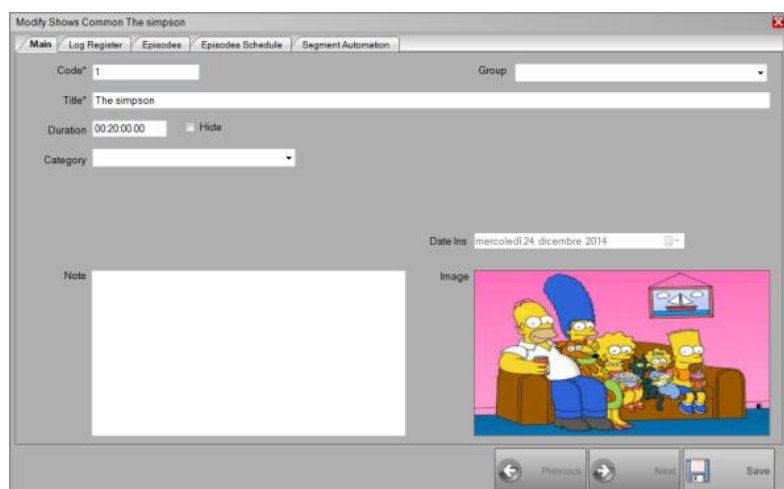 Modify Shows Common The simpson
Main Log Register Episodes Episodes Schedule Segment Automation
Code* 1 Group
Title* The simpson
Duration 00:20:00.00 Hide
Category
Date Ins mercoledì 24 dicembre 2014
Note Image
Previous Next Save